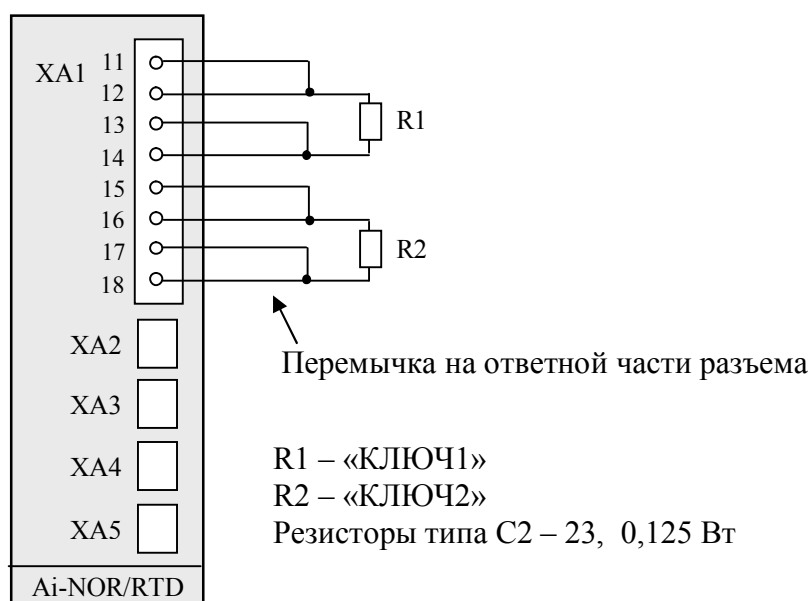 XA1
11
12
13
14
15
16
17
18
R1
R2
XA2
Перемычка на ответной части разъема
XA3
XA4
XA5
R1 – «КЛЮЧ1»
R2 – «КЛЮЧ2»
Резисторы типа С2 – 23, 0,125 Вт
Ai-NOR/RTD